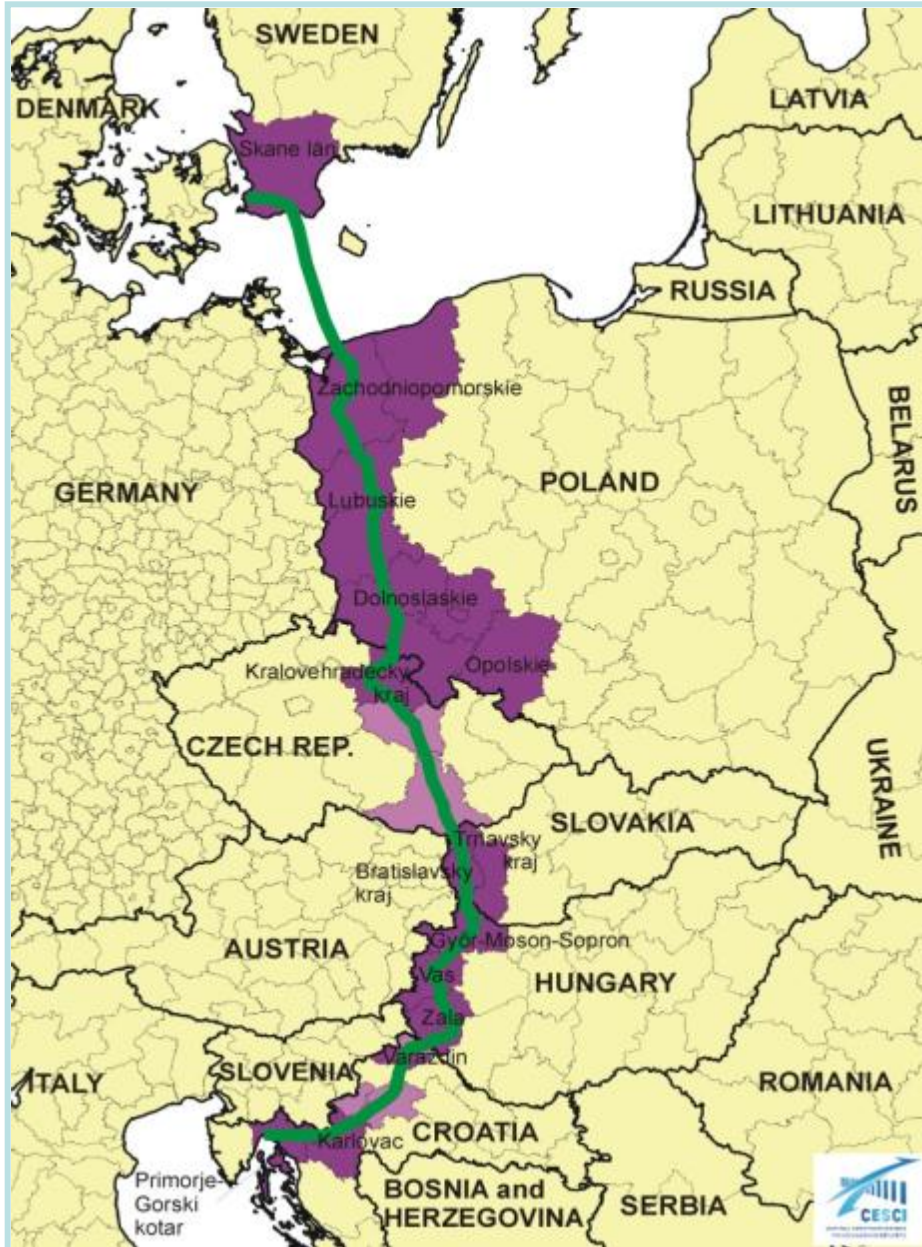 SWEDEN
DENMARK
LATVIA
Skane län
LITHUANIA
RUSSIA
Zachodniopomorskie
BELARUS
GERMANY
POLAND
Lubuskie
Dolnoslaskie
Kralovehradecky
kraj
Opolskie
CZECH REP.
UKRAINE
SLOVAKIA
Trnavsky
kraj
Bratislavsky
kraj
AUSTRIA
Győr-Moson-Sopron
Vas
HUNGARY
Zala
Varaždin
SLOVENIA
ITALY
ROMANIA
Karlovac
CROATIA
Primorje-
Gorski
kotar
BOSNIA and
HERZEGOVINA
SERBIA
CESCI